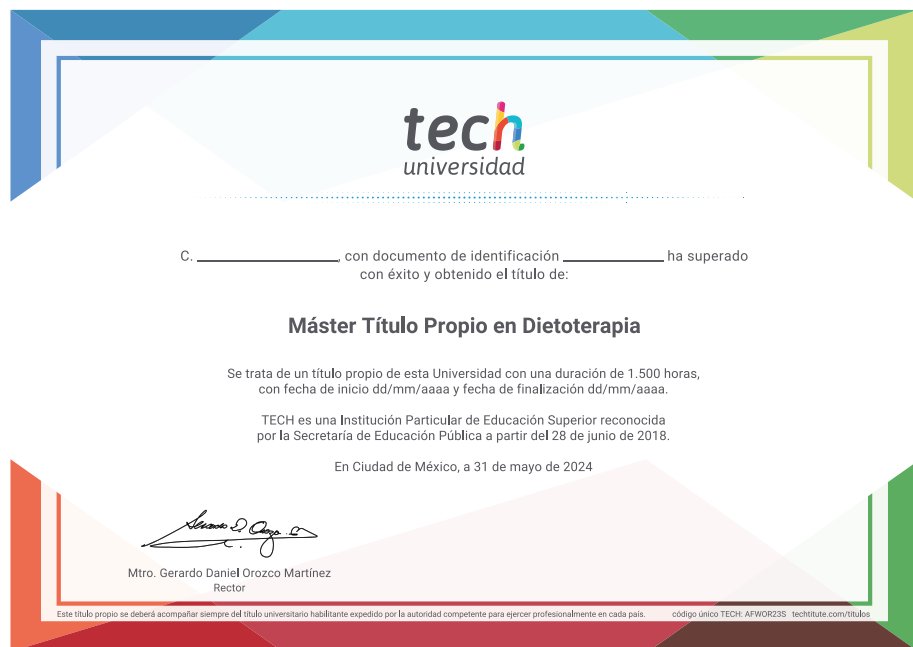 tech
universidad
C. ____________________, con documento de identificación ______________ ha superado
con éxito y obtenido el título de:
Máster Título Propio en Dietoterapia
Se trata de un título propio de esta Universidad con una duración de 1.500 horas,
con fecha de inicio dd/mm/aaaa y fecha de finalización dd/mm/aaaa.
TECH es una Institución Particular de Educación Superior reconocida
por la Secretaría de Educación Pública a partir del 28 de junio de 2018.
En Ciudad de México, a 31 de mayo de 2024
Mtro. Gerardo Daniel Orozco Martínez
Rector
Este título propio se deberá acompañar siempre del título universitario habilitante expedido por la autoridad competente para ejercer profesionalmente en cada país. código único TECH: AFWOR23S techtitute.com/titulos